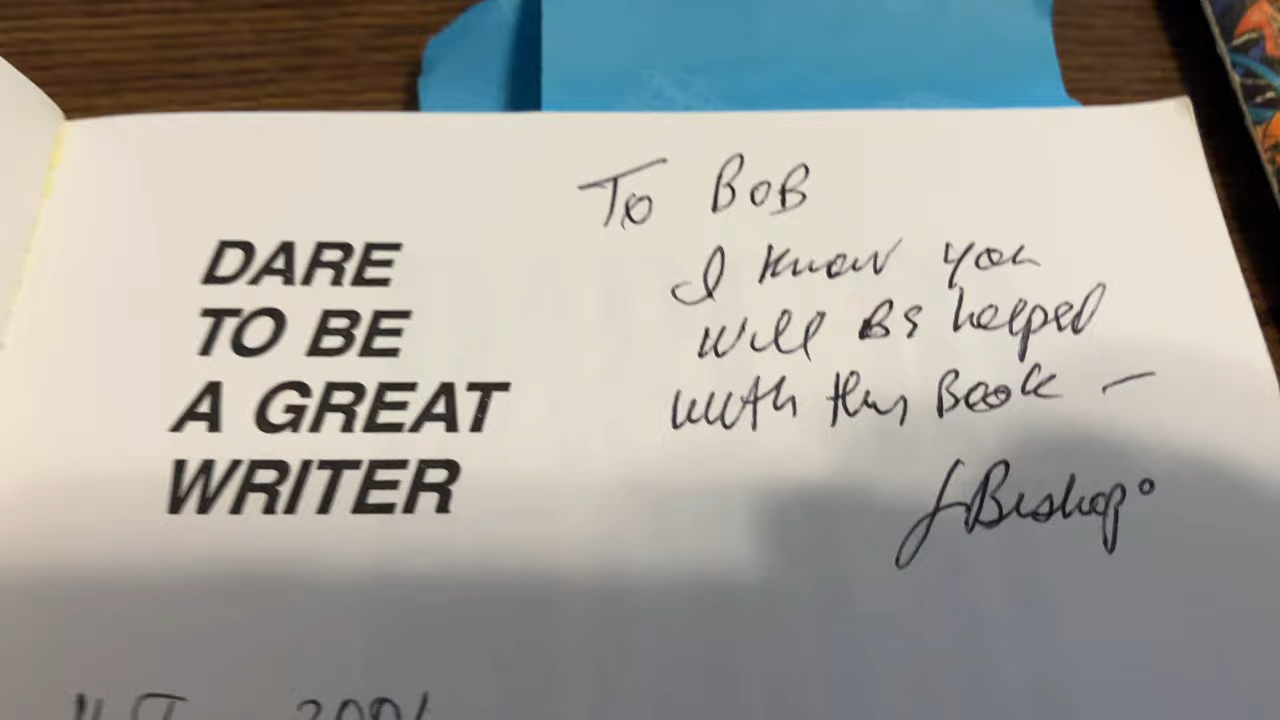 DARE
TO BE
A GREAT
WRITER
To BoB
I know you
will BE helped
with this Book —
Bishop